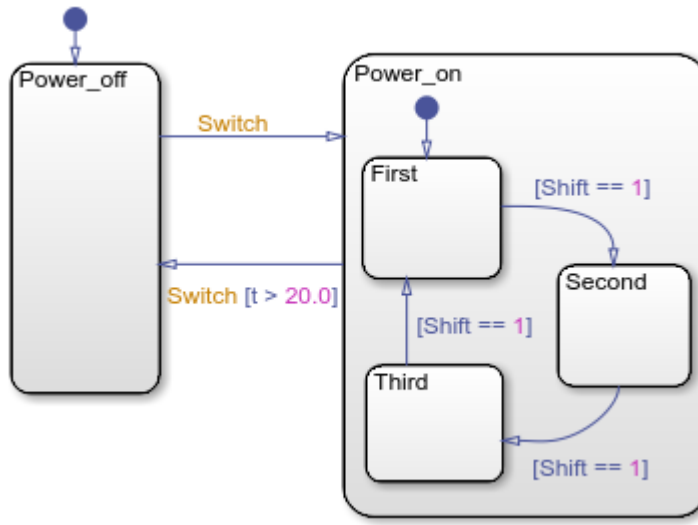 Power_off
Power_on
Switch
First
[Shift == 1]
Switch [t > 20.0]
Second
[Shift == 1]
Third
[Shift == 1]